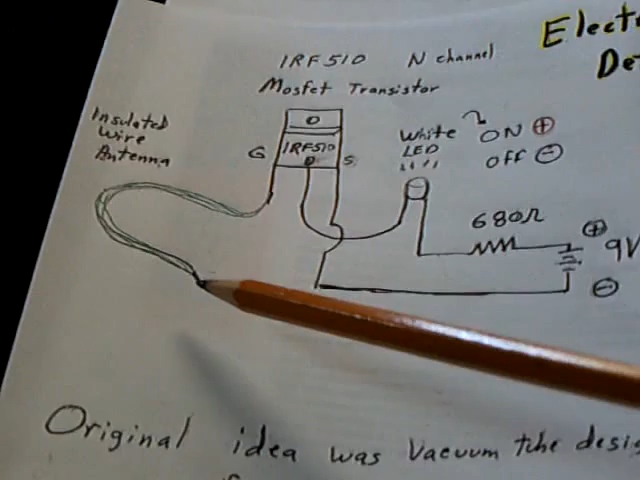 Elect
De
IRF510 N channel
Mosfet Transistor
Insulated
Wire
Antenna
G
IRF510
D
S
White
LED
ON +
OFF -
680Ω
+
9V
-
Original idea was Vacuum tube desig